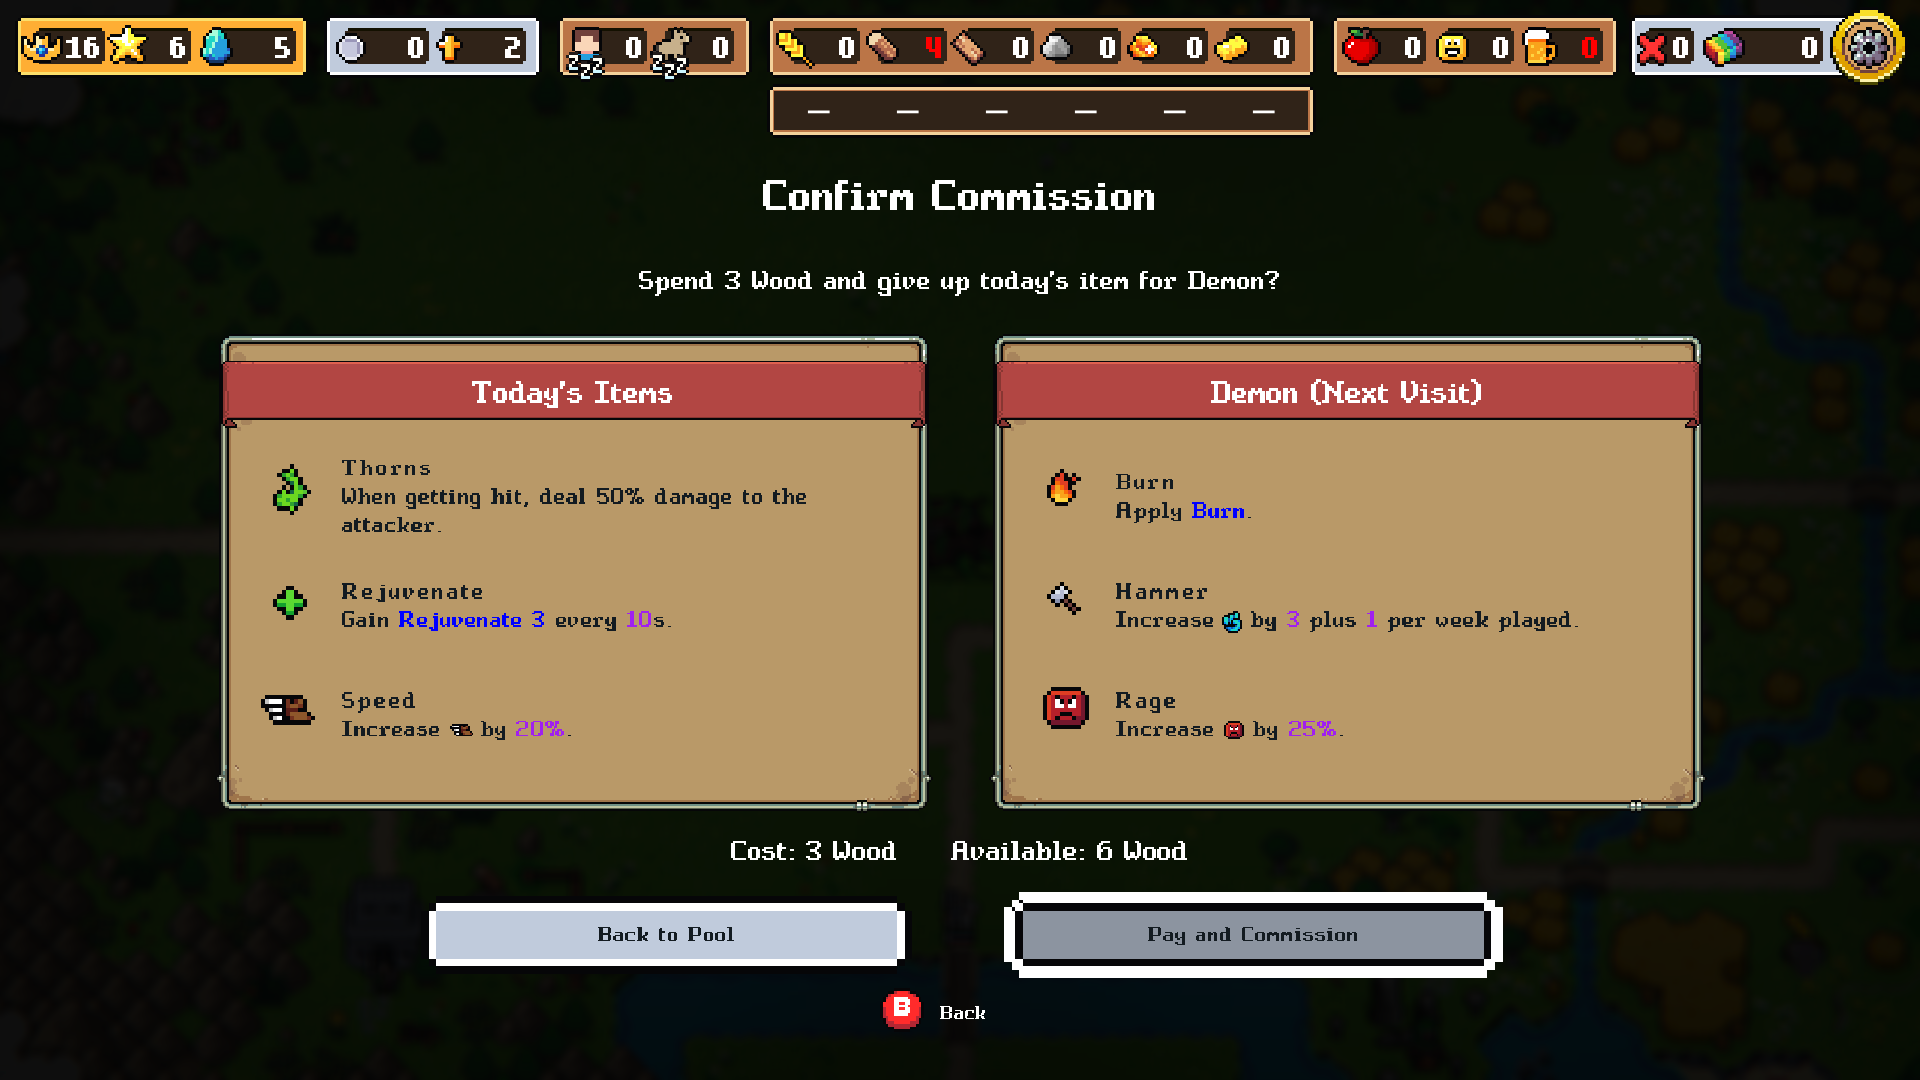 16 6 5 0 2 0 0 0 4 0 0 0 0 0 0 0 0 0
— — — — — —
Confirm Commission
Spend 3 Wood and give up today's item for Demon?
Today's Items
Thorns
When getting hit, deal 50% damage to the
attacker.
Rejuvenate
Gain Rejuvenate 3 every 10s.
Speed
Increase by 20%.
Demon (Next Visit)
Burn
Apply Burn.
Hammer
Increase by 3 plus 1 per week played.
Rage
Increase by 25%.
Cost: 3 Wood Available: 6 Wood
Back to Pool
Pay and Commission
B Back